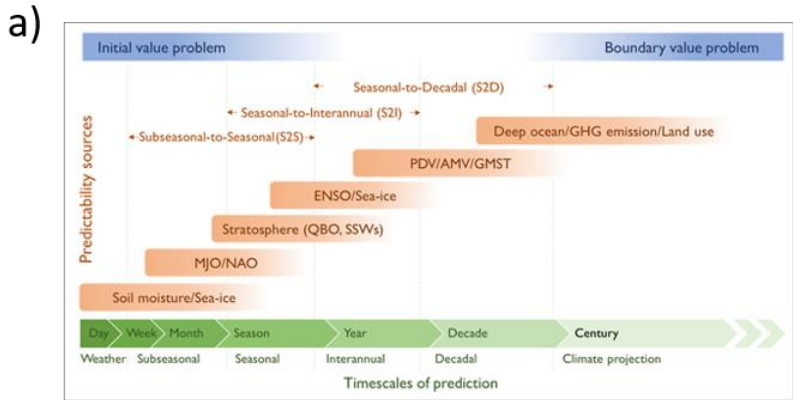 a)
Initial value problem
Boundary value problem
Seasonal-to-Decadal (S2D)
Seasonal-to-Interannual (S2I)
Subseasonal-to-Seasonal(S2S)
Deep ocean/GHG emission/Land use
PDV/AMV/GMST
ENSO/Sea-ice
Stratosphere (QBO, SSWs)
MJO/NAO
Soil moisture/Sea-ice
Predictability sources
Day Week Month Season Year Decade Century
Weather Subseasonal Seasonal Interannual Decadal Climate projection
Timescales of prediction